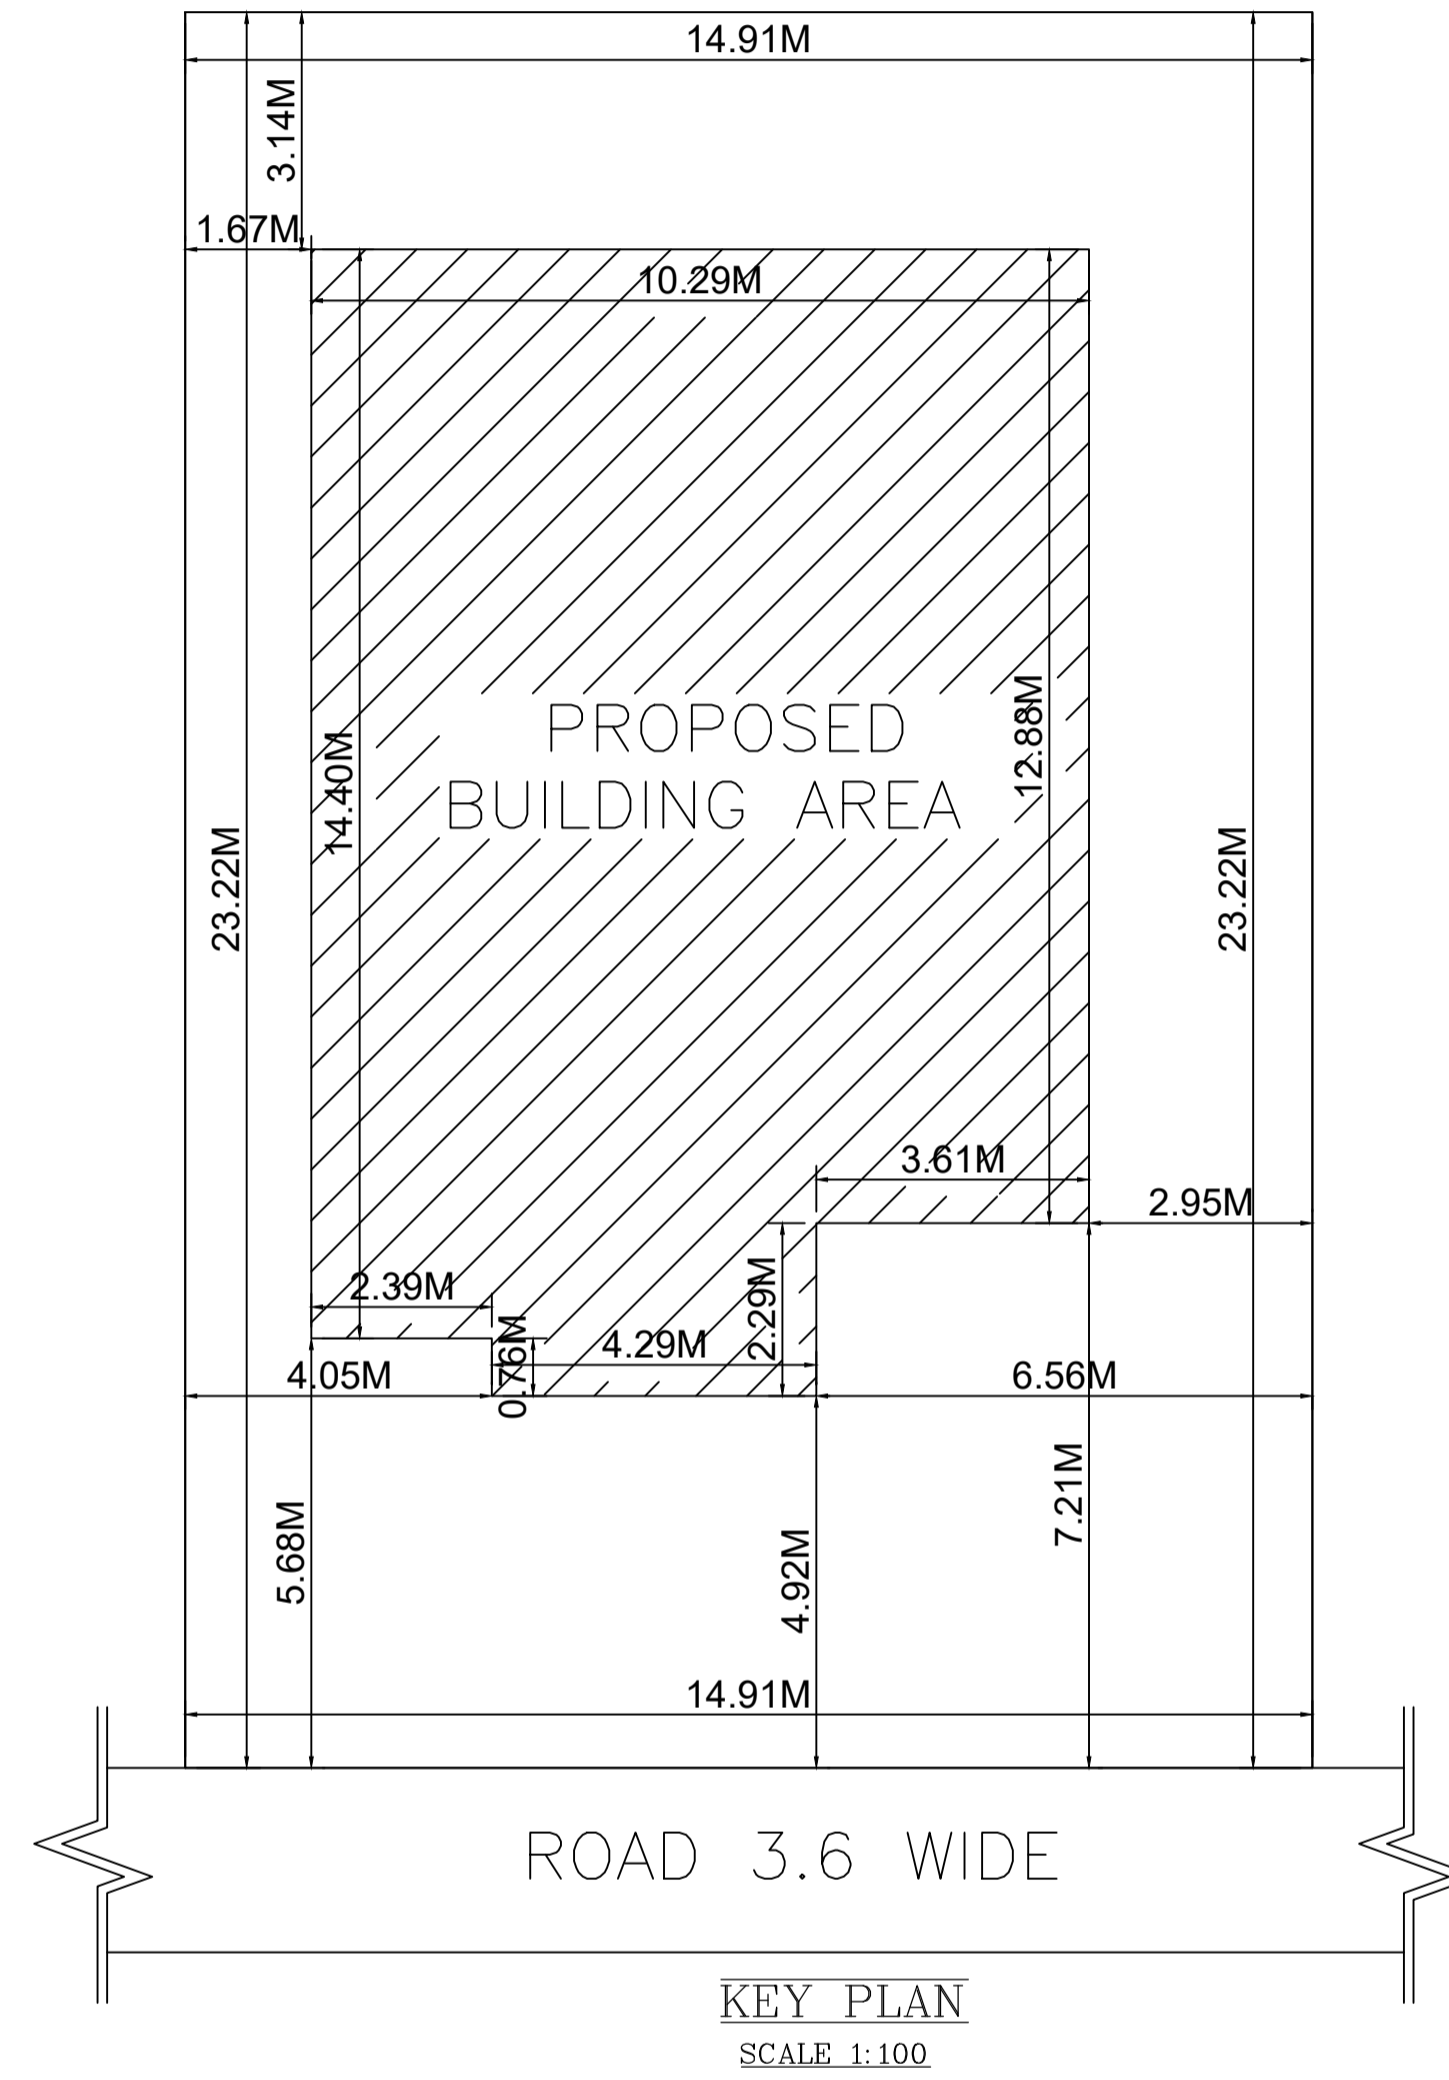 14.91M
3.14M
1.67M
10.29M
PROPOSED
BUILDING AREA
14.40M
12.88M
23.22M
23.22M
3.61M
2.95M
2.39M
2.29M
0.76M
4.29M
4.05M
6.56M
5.68M
4.92M
7.21M
14.91M
ROAD 3.6 WIDE
KEY PLAN
SCALE 1:100